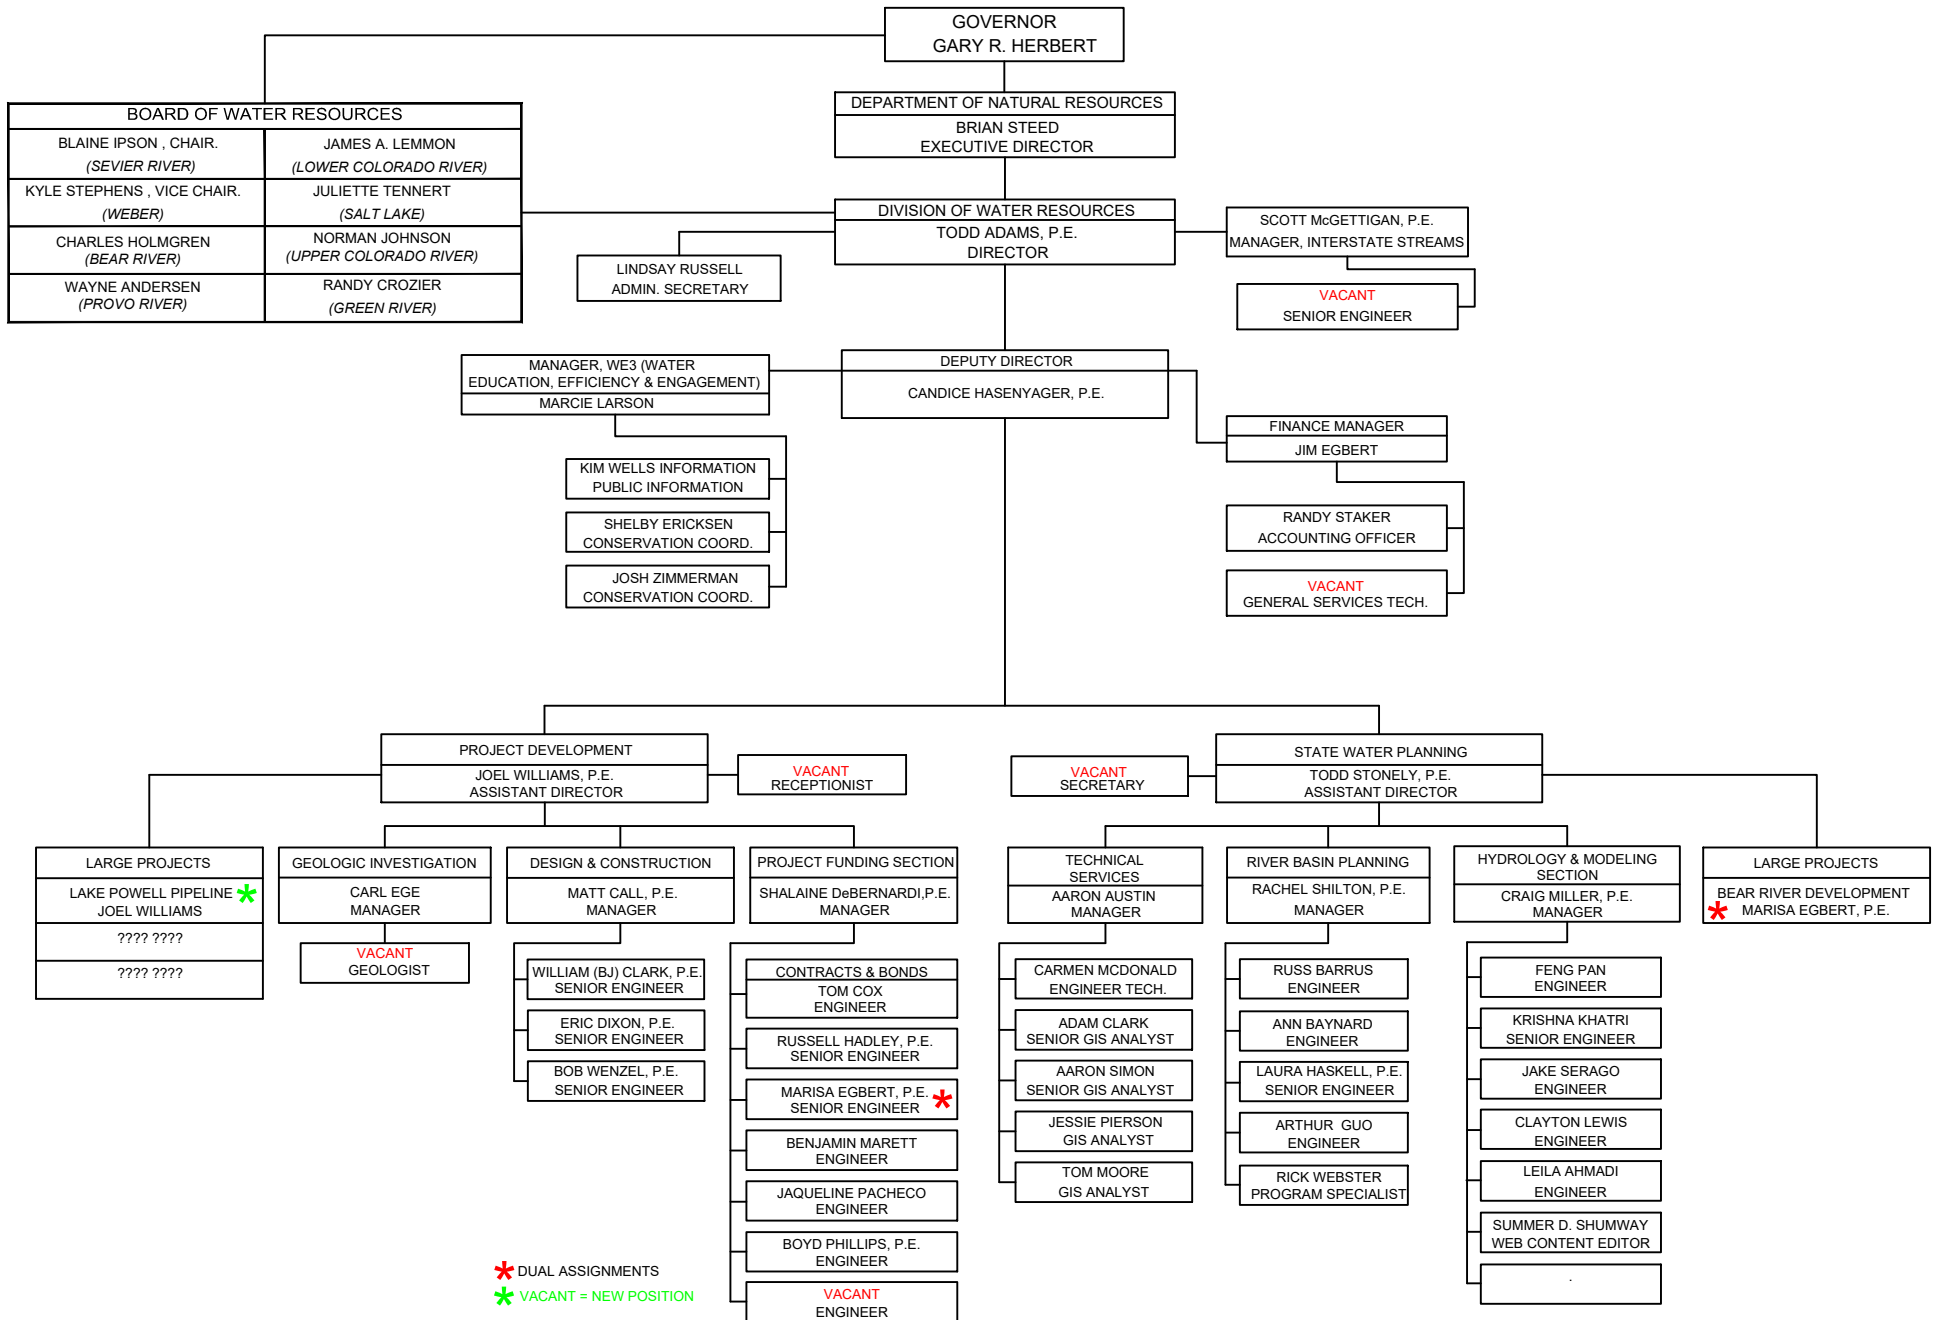 GOVERNOR
GARY R. HERBERT
BOARD OF WATER RESOURCES
BLAINE IPSON , CHAIR.
(SEVIER RIVER)
JAMES A. LEMMON
(LOWER COLORADO RIVER)
KYLE STEPHENS , VICE CHAIR.
(WEBER)
JULIETTE TENNERT
(SALT LAKE)
CHARLES HOLMGREN
(BEAR RIVER)
NORMAN JOHNSON
(UPPER COLORADO RIVER)
WAYNE ANDERSEN
(PROVO RIVER)
RANDY CROZIER
(GREEN RIVER)
DEPARTMENT OF NATURAL RESOURCES
BRIAN STEED
EXECUTIVE DIRECTOR
DIVISION OF WATER RESOURCES
TODD ADAMS, P.E.
DIRECTOR
LINDSAY RUSSELL
ADMIN. SECRETARY
SCOTT McGETTIGAN, P.E.
MANAGER, INTERSTATE STREAMS
VACANT
SENIOR ENGINEER
MANAGER, WE3 (WATER
EDUCATION, EFFICIENCY & ENGAGEMENT)
MARCIE LARSON
DEPUTY DIRECTOR
CANDICE HASENYAGER, P.E.
KIM WELLS INFORMATION
PUBLIC INFORMATION
SHELBY ERICKSEN
CONSERVATION COORD.
JOSH ZIMMERMAN
CONSERVATION COORD.
FINANCE MANAGER
JIM EGBERT
RANDY STAKER
ACCOUNTING OFFICER
VACANT
GENERAL SERVICES TECH.
PROJECT DEVELOPMENT
JOEL WILLIAMS, P.E.
ASSISTANT DIRECTOR
VACANT
RECEPTIONIST
VACANT
SECRETARY
STATE WATER PLANNING
TODD STONELY, P.E.
ASSISTANT DIRECTOR
LARGE PROJECTS
LAKE POWELL PIPELINE *
JOEL WILLIAMS
???? ????
???? ????
GEOLOGIC INVESTIGATION
CARL EGE
MANAGER
VACANT
GEOLOGIST
DESIGN & CONSTRUCTION
MATT CALL, P.E.
MANAGER
WILLIAM (BJ) CLARK, P.E.
SENIOR ENGINEER
ERIC DIXON, P.E.
SENIOR ENGINEER
BOB WENZEL, P.E.
SENIOR ENGINEER
PROJECT FUNDING SECTION
SHALAINE DeBERNARDI,P.E.
MANAGER
CONTRACTS & BONDS
TOM COX
ENGINEER
RUSSELL HADLEY, P.E.
SENIOR ENGINEER
MARISA EGBERT, P.E.
SENIOR ENGINEER *
BENJAMIN MARETT
ENGINEER
JAQUELINE PACHECO
ENGINEER
BOYD PHILLIPS, P.E.
ENGINEER
VACANT
ENGINEER
TECHNICAL
SERVICES
AARON AUSTIN
MANAGER
CARMEN MCDONALD
ENGINEER TECH.
ADAM CLARK
SENIOR GIS ANALYST
AARON SIMON
SENIOR GIS ANALYST
JESSIE PIERSON
GIS ANALYST
TOM MOORE
GIS ANALYST
RIVER BASIN PLANNING
RACHEL SHILTON, P.E.
MANAGER
RUSS BARRUS
ENGINEER
ANN BAYNARD
ENGINEER
LAURA HASKELL, P.E.
SENIOR ENGINEER
ARTHUR GUO
ENGINEER
RICK WEBSTER
PROGRAM SPECIALIST
HYDROLOGY & MODELING
SECTION
CRAIG MILLER, P.E.
MANAGER
FENG PAN
ENGINEER
KRISHNA KHATRI
SENIOR ENGINEER
JAKE SERAGO
ENGINEER
CLAYTON LEWIS
ENGINEER
LEILA AHMADI
ENGINEER
SUMMER D. SHUMWAY
WEB CONTENT EDITOR
.
LARGE PROJECTS
BEAR RIVER DEVELOPMENT
* MARISA EGBERT, P.E.
* DUAL ASSIGNMENTS
* VACANT = NEW POSITION